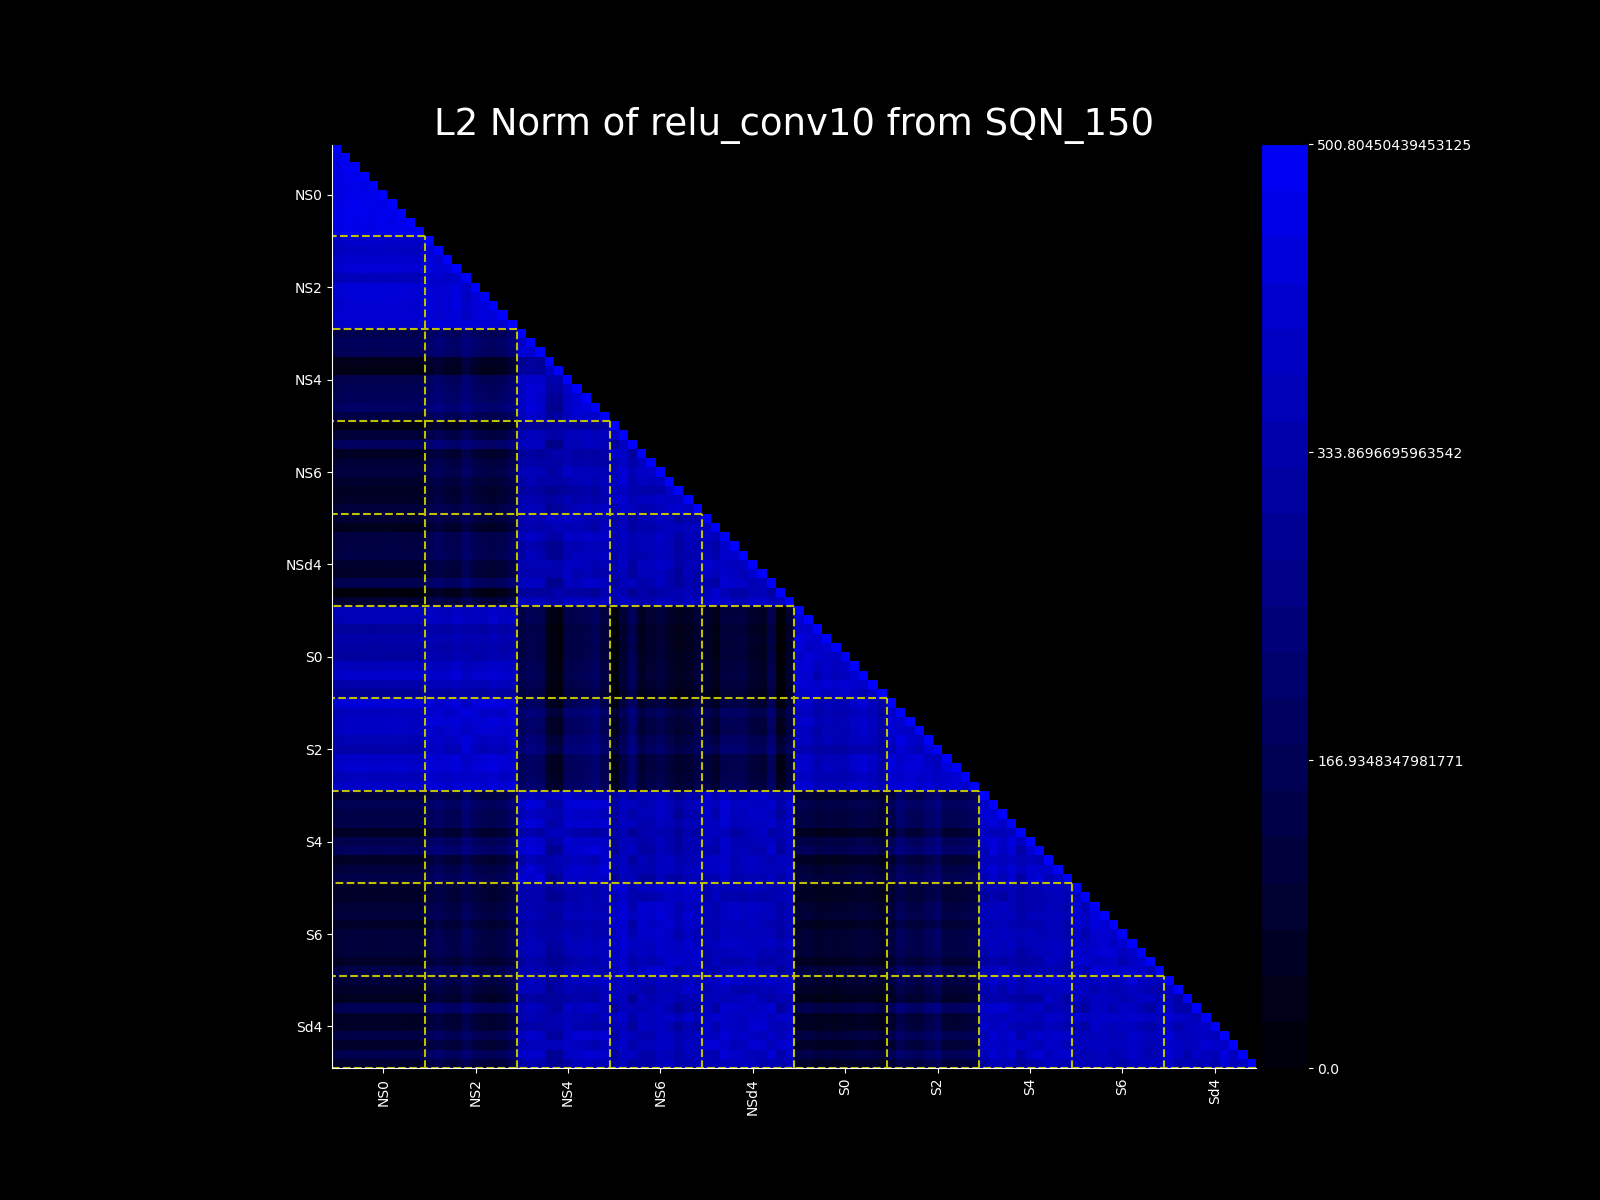 L2 Norm of relu_conv10 from SQN_150
500.80450439453125
333.8696695963542
166.9348347981771
0.0
NS0
NS2
NS4
NS6
NSd4
S0
S2
S4
S6
Sd4
NS0
NS2
NS4
NS6
NSd4
S0
S2
S4
S6
Sd4